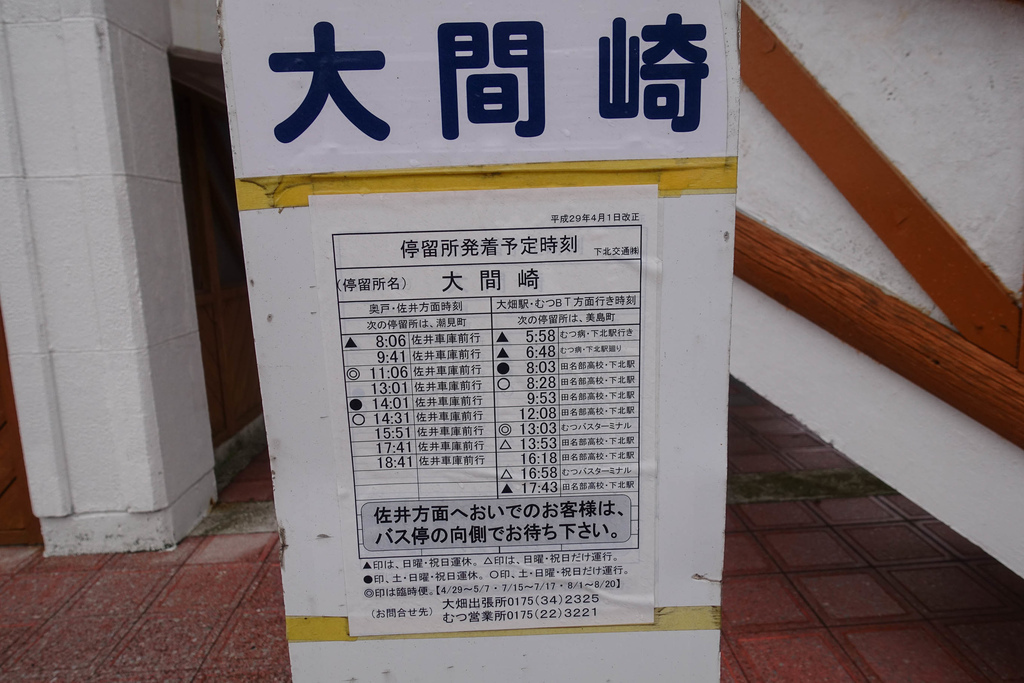 大間崎
平成29年4月1日改正
停留所発着予定時刻 下北交通㈱
(停留所名) 大間崎
奥戸・佐井方面時刻 大畑駅・むつBT方面行き時刻
次の停留所は、潮見町 次の停留所は、美島町
▲ 8:06 佐井車庫前行 ▲ 5:58 むつ病・下北駅行き
9:41 佐井車庫前行 ▲ 6:48 むつ病・下北駅廻り
◎ 11:06 佐井車庫前行 ● 8:03 田名部高校・下北駅
13:01 佐井車庫前行 ○ 8:28 田名部高校・下北駅
● 14:01 佐井車庫前行 9:53 田名部高校・下北駅
○ 14:31 佐井車庫前行 12:08 田名部高校・下北駅
15:51 佐井車庫前行 ◎ 13:03 むつバスターミナル
17:41 佐井車庫前行 △ 13:53 田名部高校・下北駅
18:41 佐井車庫前行 16:18 田名部高校・下北駅
△ 16:58 むつバスターミナル
▲ 17:43 田名部高校・下北駅
佐井方面へおいでのお客様は、
バス停の向側でお待ち下さい。
▲印は、日曜・祝日運休。△印は、日曜・祝日だけ運行。
●印、土・日曜・祝日運休。○印、土・日曜・祝日だけ運行。
◎印は臨時便。【4/29～5/7・7/15～7/17・8/1～8/20】
(お問合せ先) 大畑出張所0175(34)2325
むつ営業所0175(22)3221